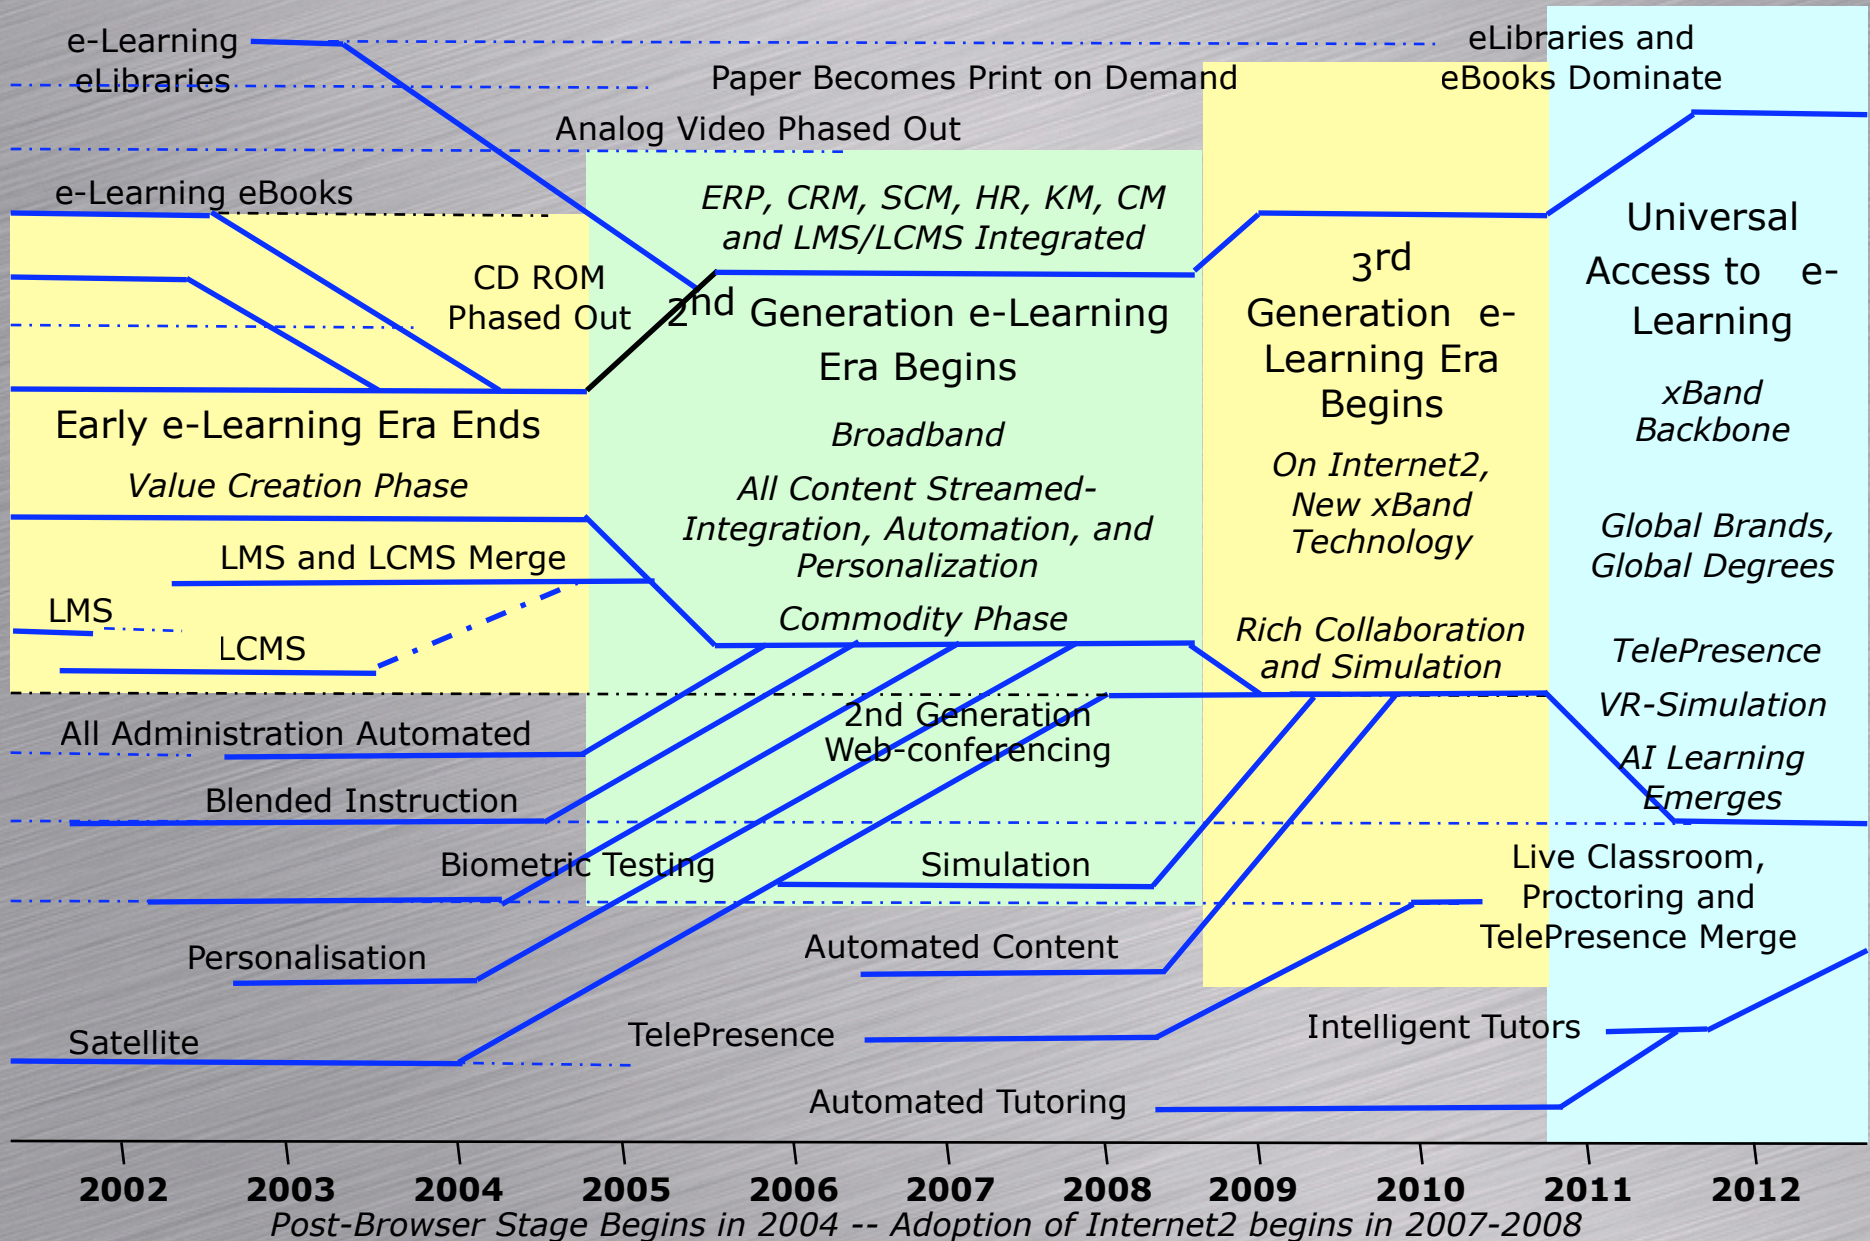 e-Learning
eLibraries
eLibraries and
eBooks Dominate
Paper Becomes Print on Demand
Analog Video Phased Out
e-Learning eBooks
CD ROM
Phased Out
Early e-Learning Era Ends
Value Creation Phase
LMS and LCMS Merge
LMS
LCMS
ERP, CRM, SCM, HR, KM, CM
and LMS/LCMS Integrated
2nd Generation e-Learning
Era Begins
Broadband
All Content Streamed-
Integration, Automation, and
Personalization
Commodity Phase
3rd
Generation e-
Learning Era
Begins
On Internet2,
New xBand
Technology
Rich Collaboration
and Simulation
Universal
Access to e-
Learning
xBand
Backbone
Global Brands,
Global Degrees
TelePresence
VR-Simulation
AI Learning
Emerges
All Administration Automated
2nd Generation
Web-conferencing
Blended Instruction
Biometric Testing
Simulation
Live Classroom,
Proctoring and
TelePresence Merge
Personalisation
Automated Content
Satellite
TelePresence
Intelligent Tutors
Automated Tutoring
2002 2003 2004 2005 2006 2007 2008 2009 2010 2011 2012
Post-Browser Stage Begins in 2004 -- Adoption of Internet2 begins in 2007-2008